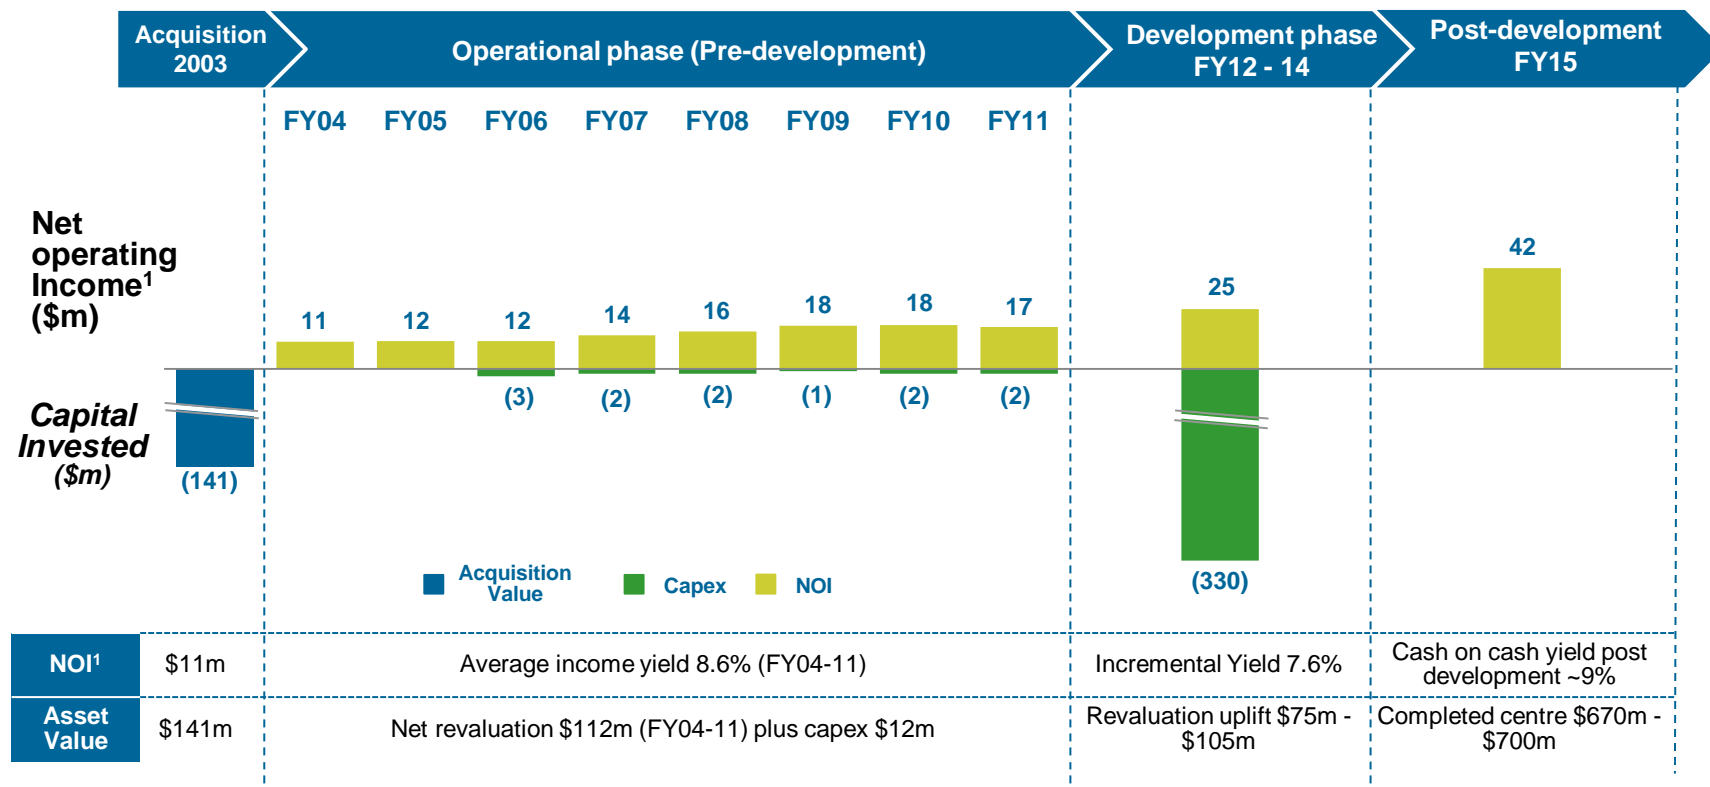 Acquisition
2003
Operational phase (Pre-development)
Development phase
FY12 - 14
Post-development
FY15
FY04 FY05 FY06 FY07 FY08 FY09 FY10 FY11
Net
operating
Income¹
($m)
11 12 12 14 16 18 18 17 25 42
Capital
Invested
($m)
(141) (3) (2) (2) (1) (2) (2) (330)
Acquisition
Value
Capex
NOI
NOI¹
$11m
Average income yield 8.6% (FY04-11)
Incremental Yield 7.6%
Cash on cash yield post
development ~9%
Asset
Value
$141m
Net revaluation $112m (FY04-11) plus capex $12m
Revaluation uplift $75m -
$105m
Completed centre $670m -
$700m